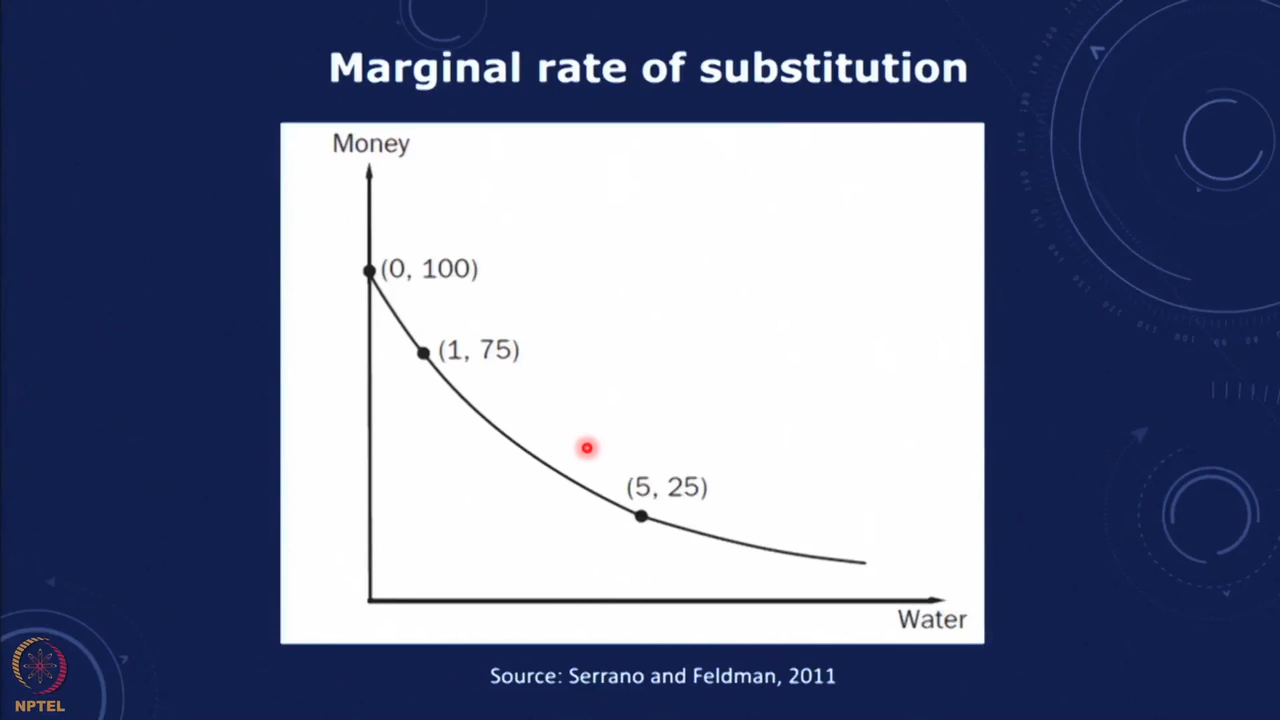 Marginal rate of substitution
Money
(0, 100)
(1, 75)
(5, 25)
Water
Source: Serrano and Feldman, 2011
NPTEL